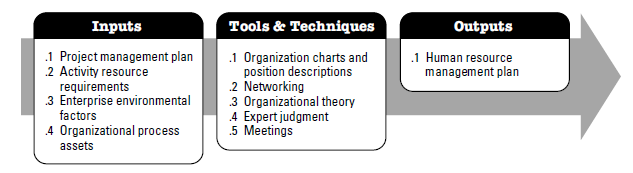 Inputs
.1 Project management plan
.2 Activity resource
requirements
.3 Enterprise environmental
factors
.4 Organizational process
assets
Tools & Techniques
.1 Organization charts and
position descriptions
.2 Networking
.3 Organizational theory
.4 Expert judgment
.5 Meetings
Outputs
.1 Human resource
management plan